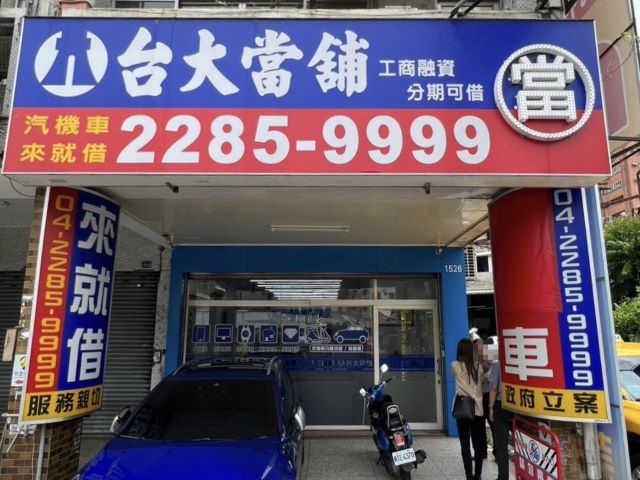 台大當舖
工商融資
分期可借
當
汽機車
來就借
2285-9999
來就借
04-2285-9999
服務親切
1526
車
04-2285-9999
政府立案